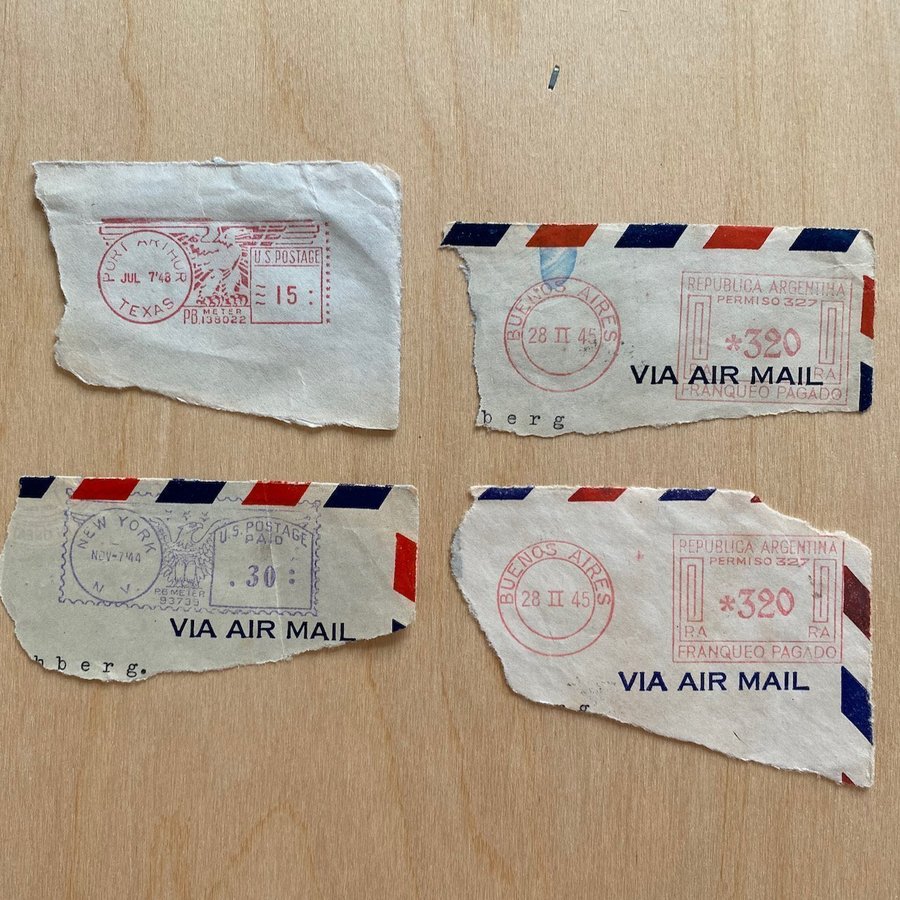 PORT ARTHUR
JUL 7'48
TEXAS
U.S. POSTAGE
15
P.B. METER
138022
BUENOS AIRES
28 II 45
REPUBLICA ARGENTINA
PERMISO 327
*320
RA RA
FRANQUEO PAGADO
VIA AIR MAIL
berg
NEW YORK
NOV-7'44
N.Y.
U.S. POSTAGE
PAID
.30
P.B. METER
93739
VIA AIR MAIL
hberg.
BUENOS AIRES
28 II 45
REPUBLICA ARGENTINA
PERMISO 327
*320
RA RA
FRANQUEO PAGADO
VIA AIR MAIL
g